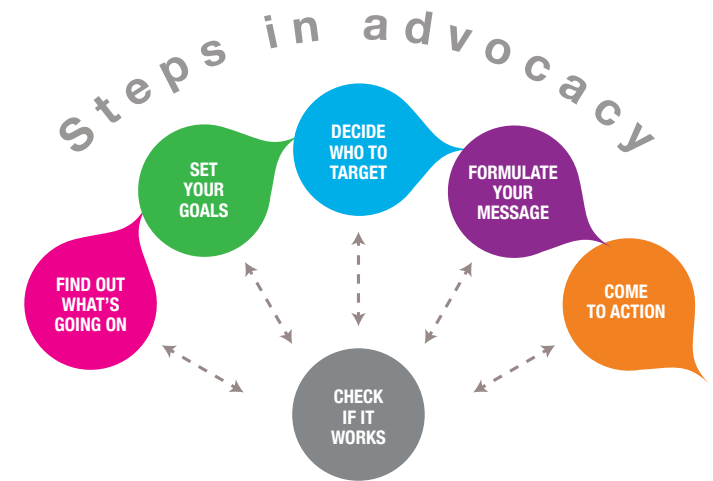 Steps in advocacy
FIND OUT
WHAT'S
GOING ON
SET
YOUR
GOALS
DECIDE
WHO TO
TARGET
FORMULATE
YOUR
MESSAGE
COME
TO ACTION
CHECK
IF IT
WORKS